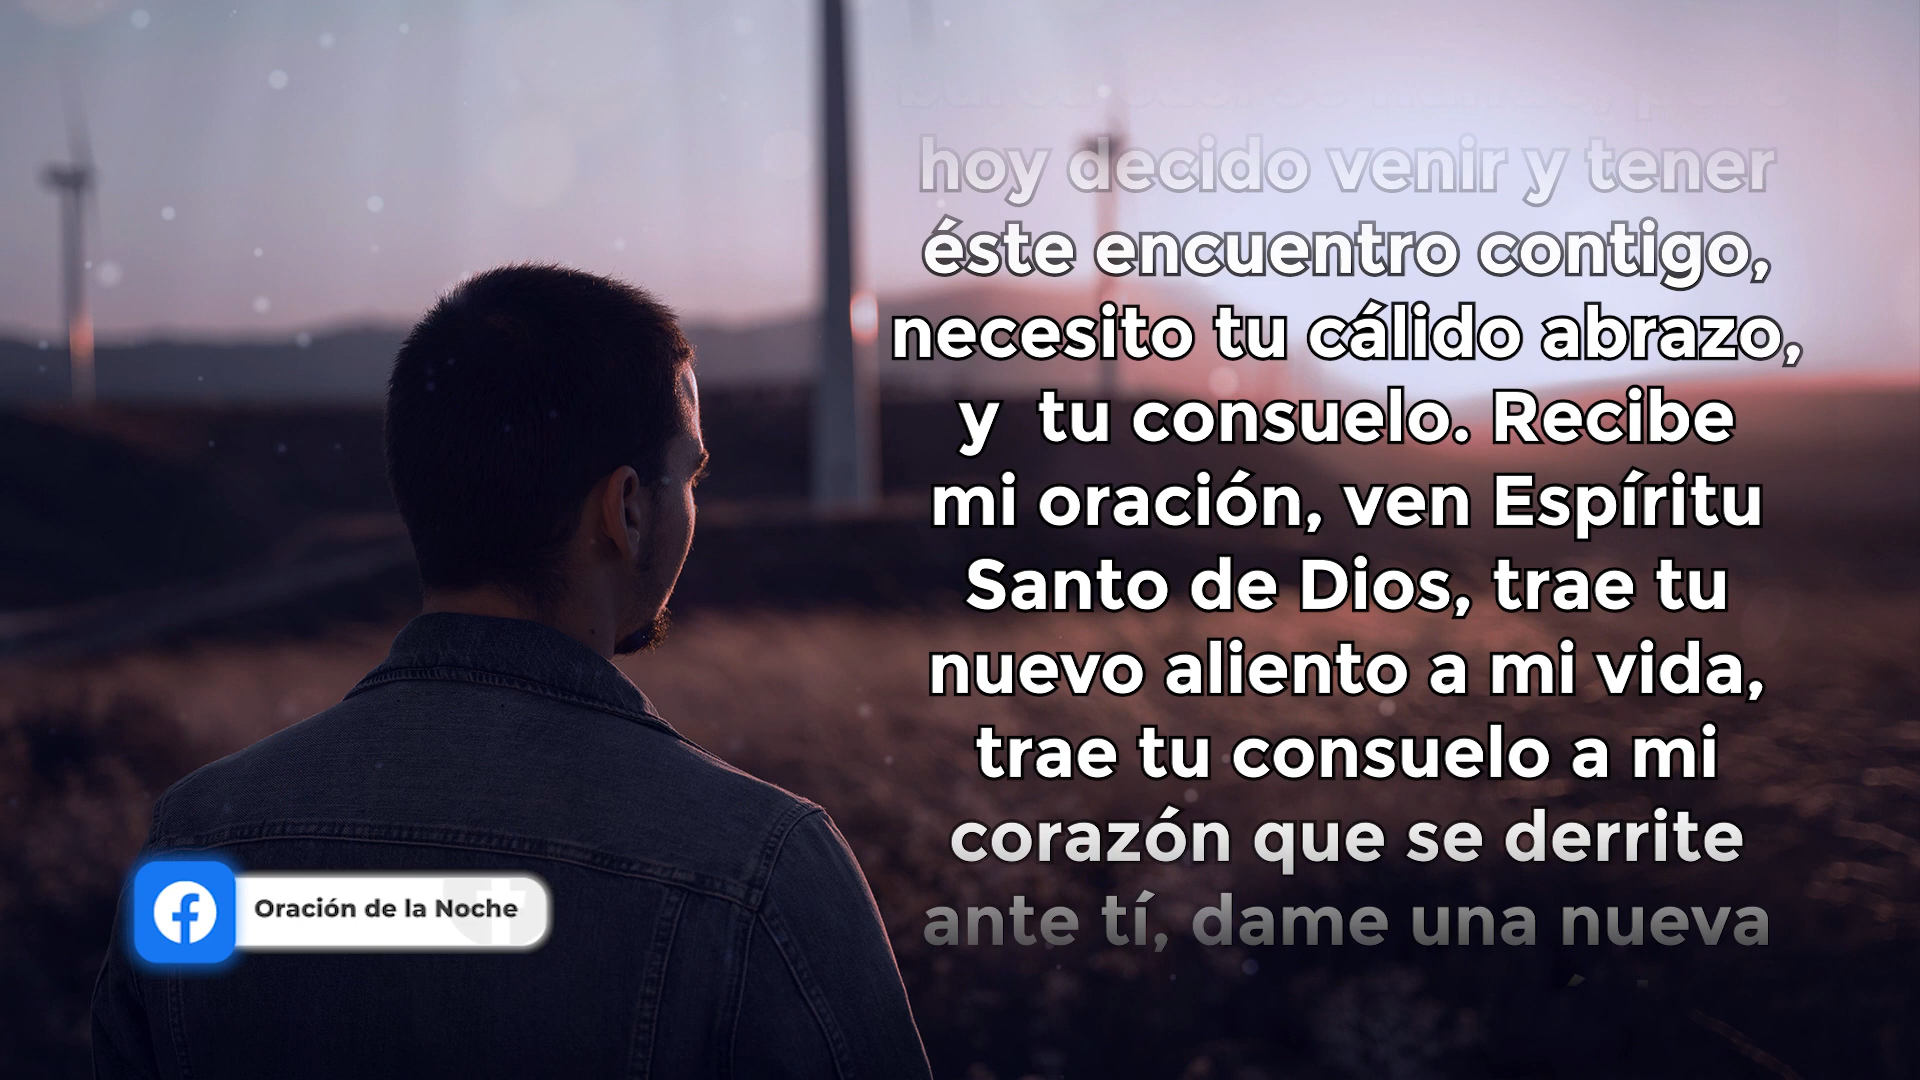 hoy decido venir y tener
éste encuentro contigo,
necesito tu cálido abrazo,
y  tu consuelo. Recibe
mi oración, ven Espíritu
Santo de Dios, trae tu
nuevo aliento a mi vida,
trae tu consuelo a mi
corazón que se derrite
ante tí, dame una nueva
Oración de la Noche